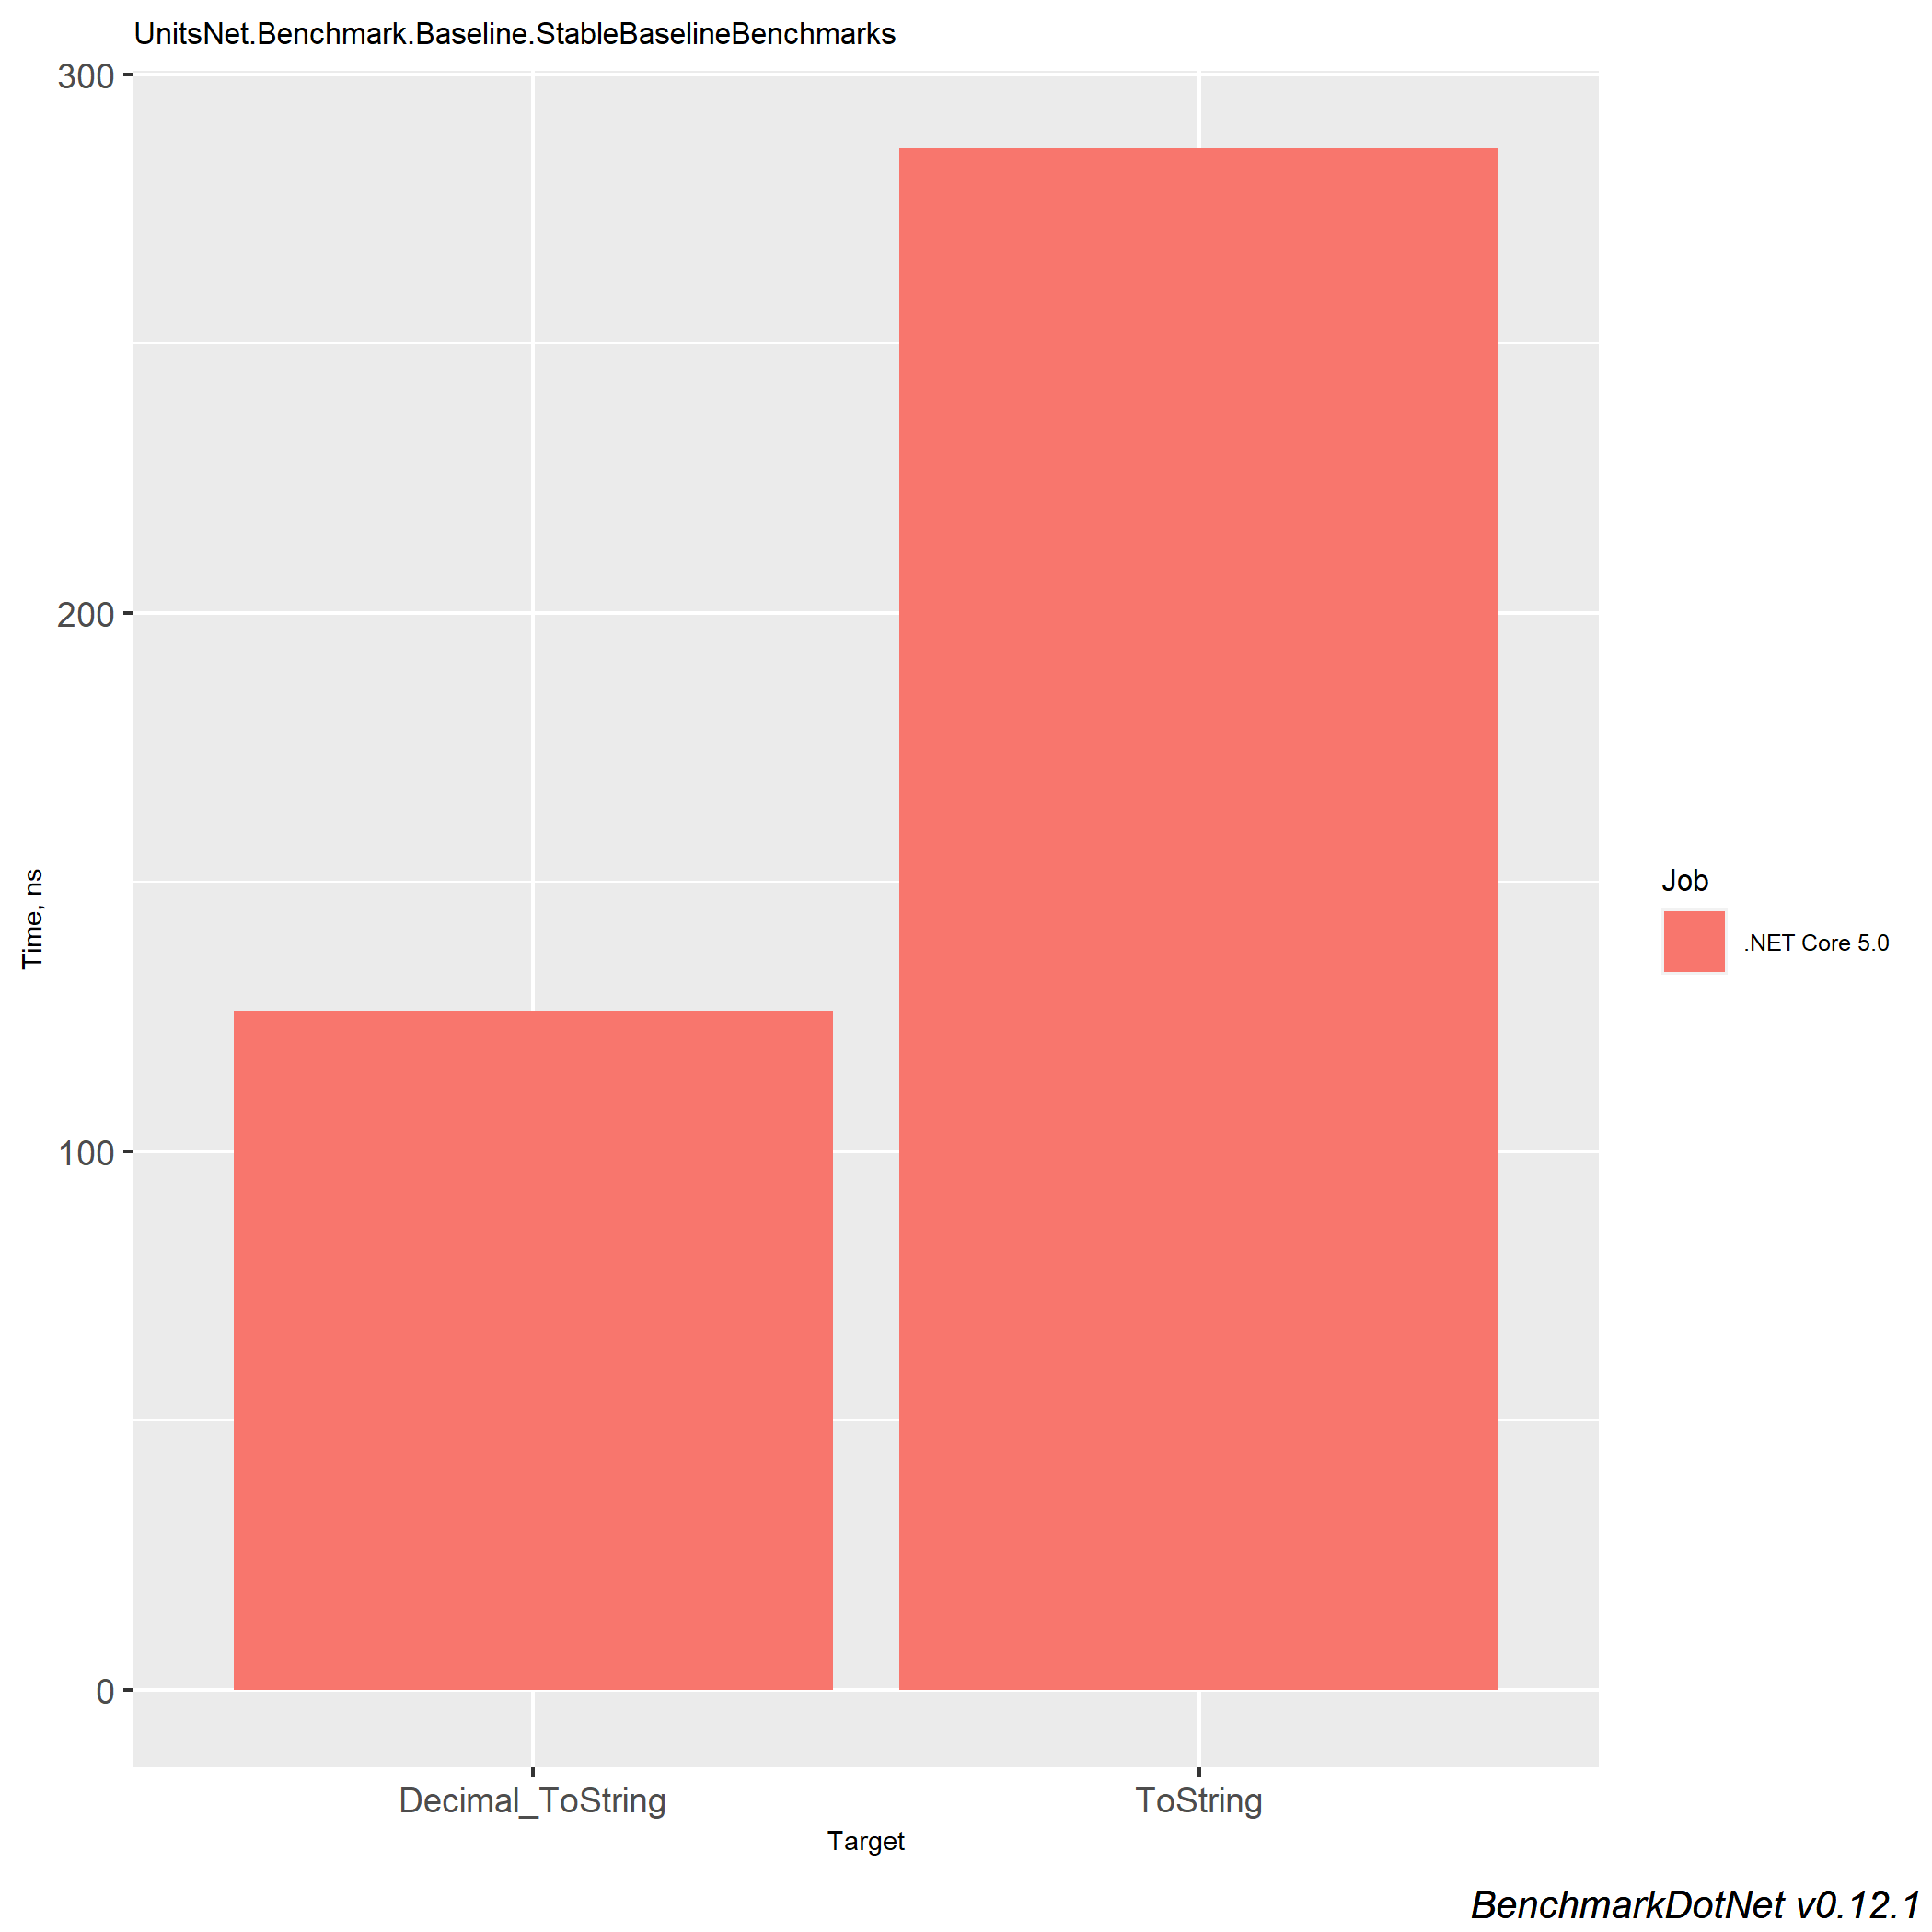 UnitsNet.Benchmark.Baseline.StableBaselineBenchmarks
300
200
100
0
Time, ns
Decimal_ToString
ToString
Target
Job
.NET Core 5.0
BenchmarkDotNet v0.12.1